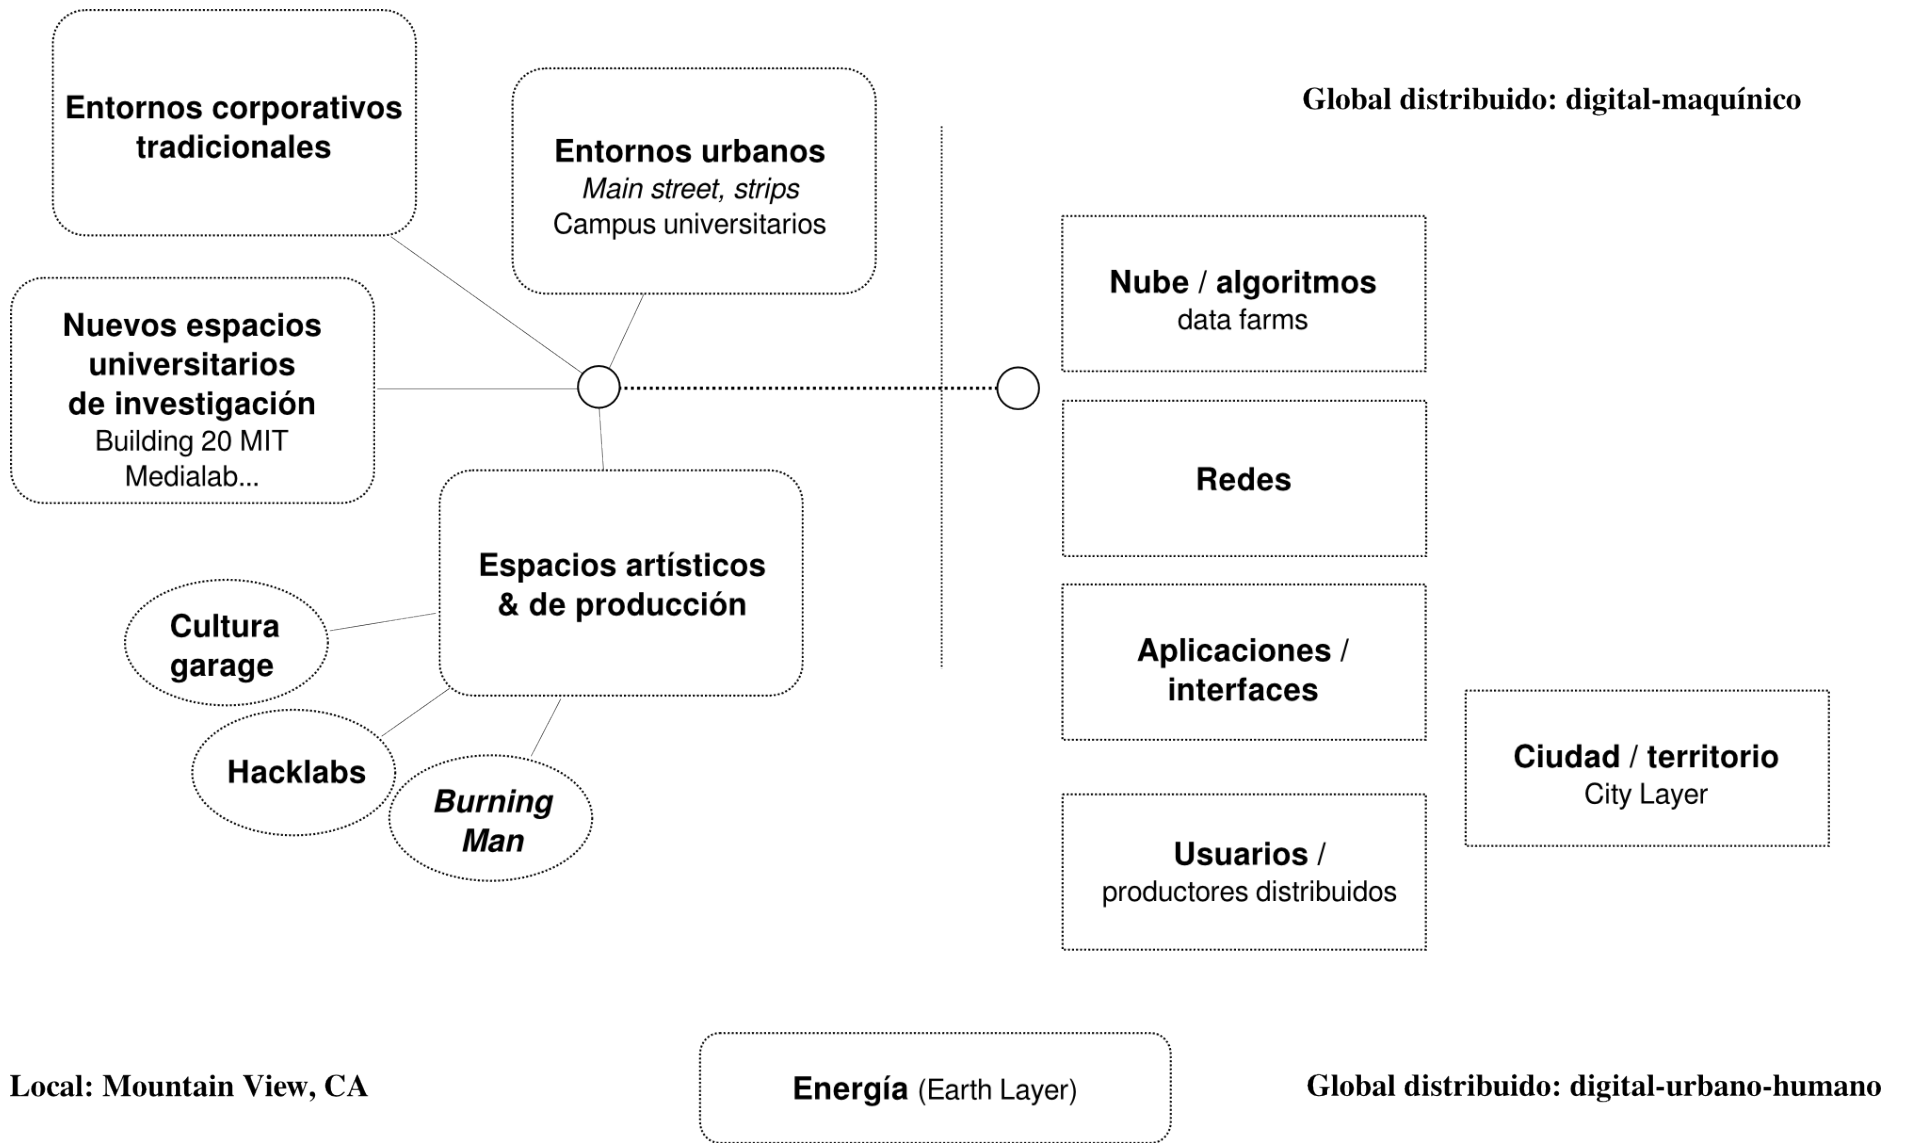 Entornos corporativos
tradicionales
Entornos urbanos
Main street, strips
Campus universitarios
Global distribuido: digital-maquínico
Nuevos espacios
universitarios
de investigación
Building 20 MIT
Medialab...
Nube / algoritmos
data farms
Redes
Espacios artísticos
& de producción
Cultura
garage
Hacklabs
Burning
Man
Aplicaciones /
interfaces
Ciudad / territorio
City Layer
Usuarios /
productores distribuidos
Local: Mountain View, CA
Energía (Earth Layer)
Global distribuido: digital-urbano-humano